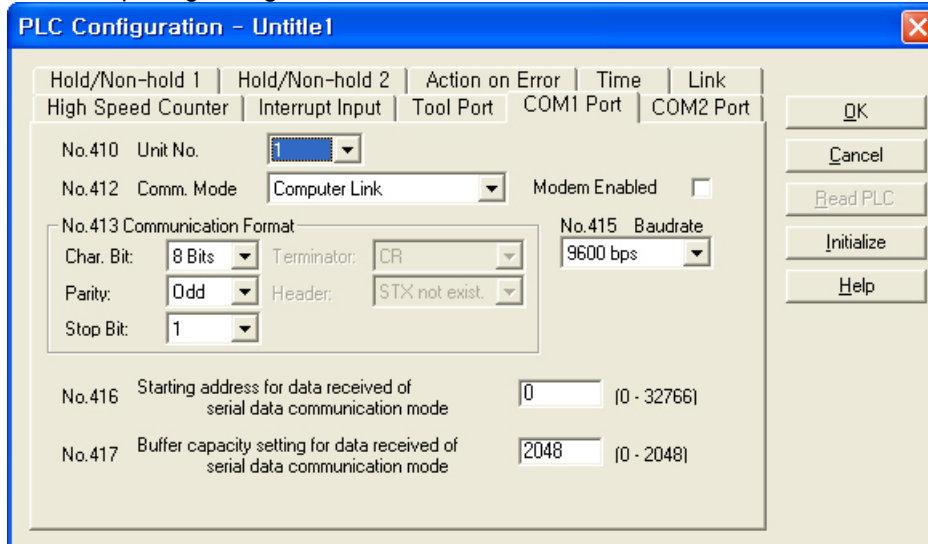 PLC Configuration - Untitle1
Hold/Non-hold 1 Hold/Non-hold 2 Action on Error Time Link
High Speed Counter Interrupt Input Tool Port COM1 Port COM2 Port
OK
Cancel
Read PLC
Initialize
Help
No.410 Unit No. 1
No.412 Comm. Mode Computer Link Modem Enabled
No.413 Communication Format No.415 Baudrate
Char. Bit: 8 Bits Terminator: CR 9600 bps
Parity: Odd Header: STX not exist.
Stop Bit: 1
No.416 Starting address for data received of
serial data communication mode 0 (0 - 32766)
No.417 Buffer capacity setting for data received of
serial data communication mode 2048 (0 - 2048)